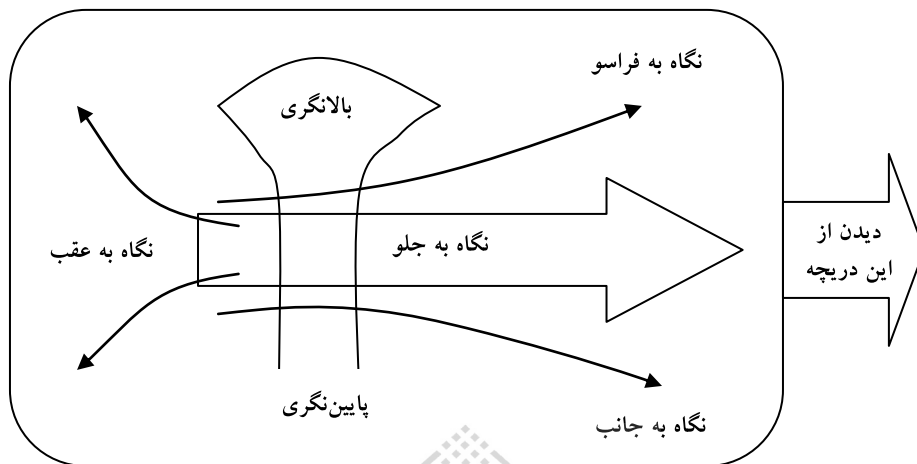 نگاه به فراسو
بالانگری
دیدن از
این دریچه
نگاه به جلو
نگاه به عقب
پایین‌نگری
نگاه به جانب